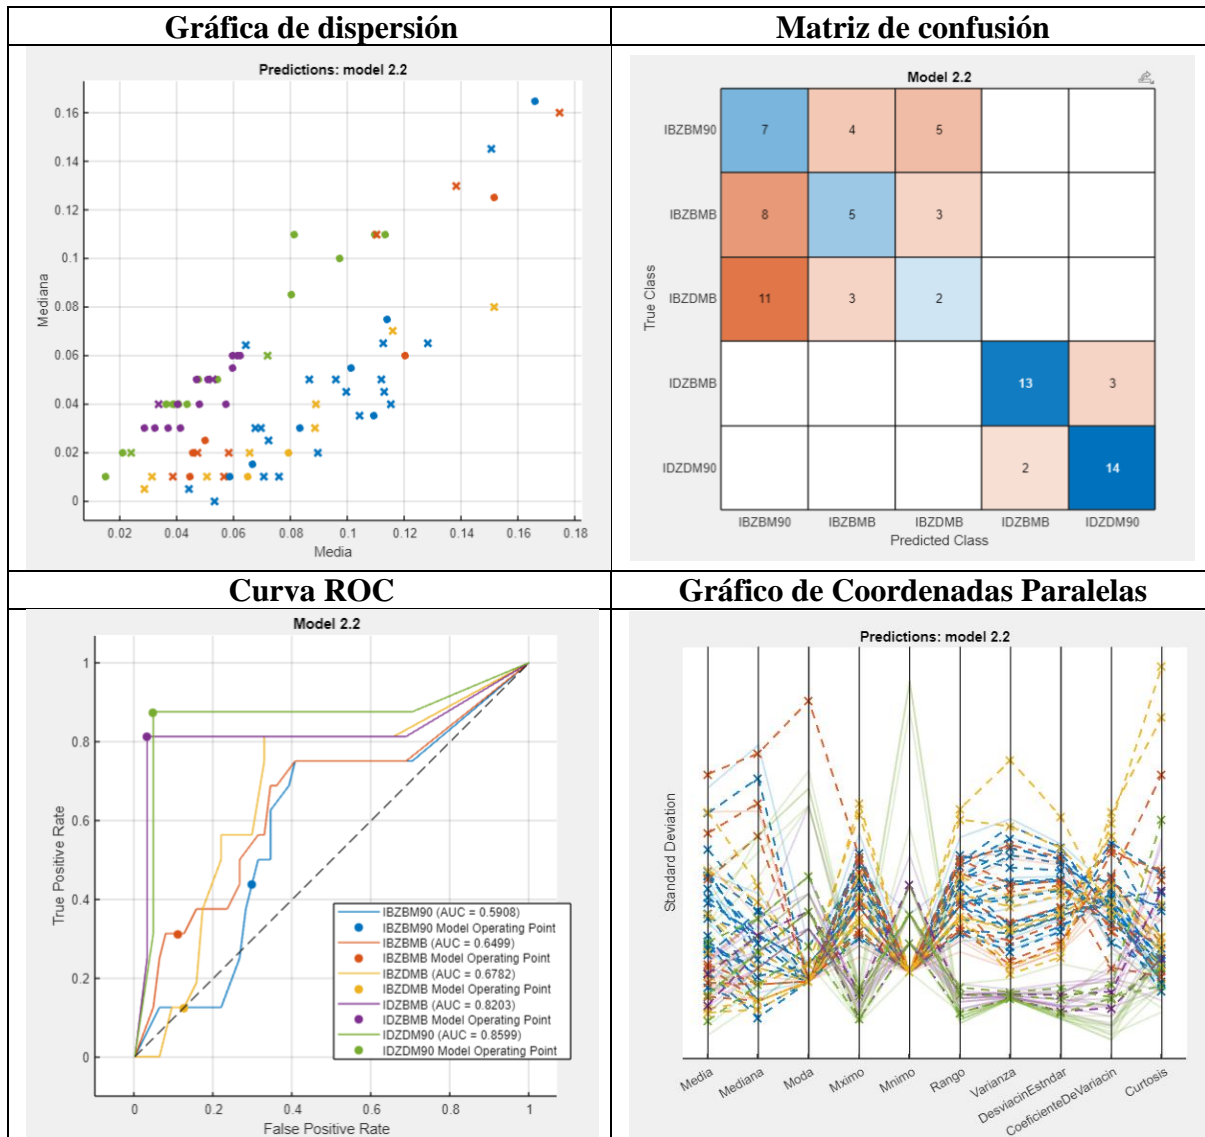 Gráfica de dispersión
Matriz de confusión
Predictions: model 2.2
0.16
0.14
0.12
0.1
0.08
0.06
0.04
0.02
0
Mediana
0.02
0.04
0.06
0.08
0.1
0.12
0.14
0.16
0.18
Media
Model 2.2
IBZBM90
7
4
5
IBZBMB
8
5
3
IBZDMB
11
3
2
IDZBMB
13
3
IDZDM90
2
14
True Class
IBZBM90
IBZBMB
IBZDMB
IDZBMB
IDZDM90
Predicted Class
Curva ROC
Gráfico de Coordenadas Paralelas
Model 2.2
1
0.8
0.6
0.4
0.2
0
True Positive Rate
IBZBM90 (AUC = 0.5908)
IBZBM90 Model Operating Point
IBZBMB (AUC = 0.6499)
IBZBMB Model Operating Point
IBZDMB (AUC = 0.6782)
IBZDMB Model Operating Point
IDZBMB (AUC = 0.8203)
IDZBMB Model Operating Point
IDZDM90 (AUC = 0.8599)
IDZDM90 Model Operating Point
0
0.2
0.4
0.6
0.8
1
False Positive Rate
Predictions: model 2.2
Standard Deviation
Media
Mediana
Moda
Mximo
Mnimo
Rango
Varianza
DesviacinEstndar
CoeficienteDeVariacin
Curtosis